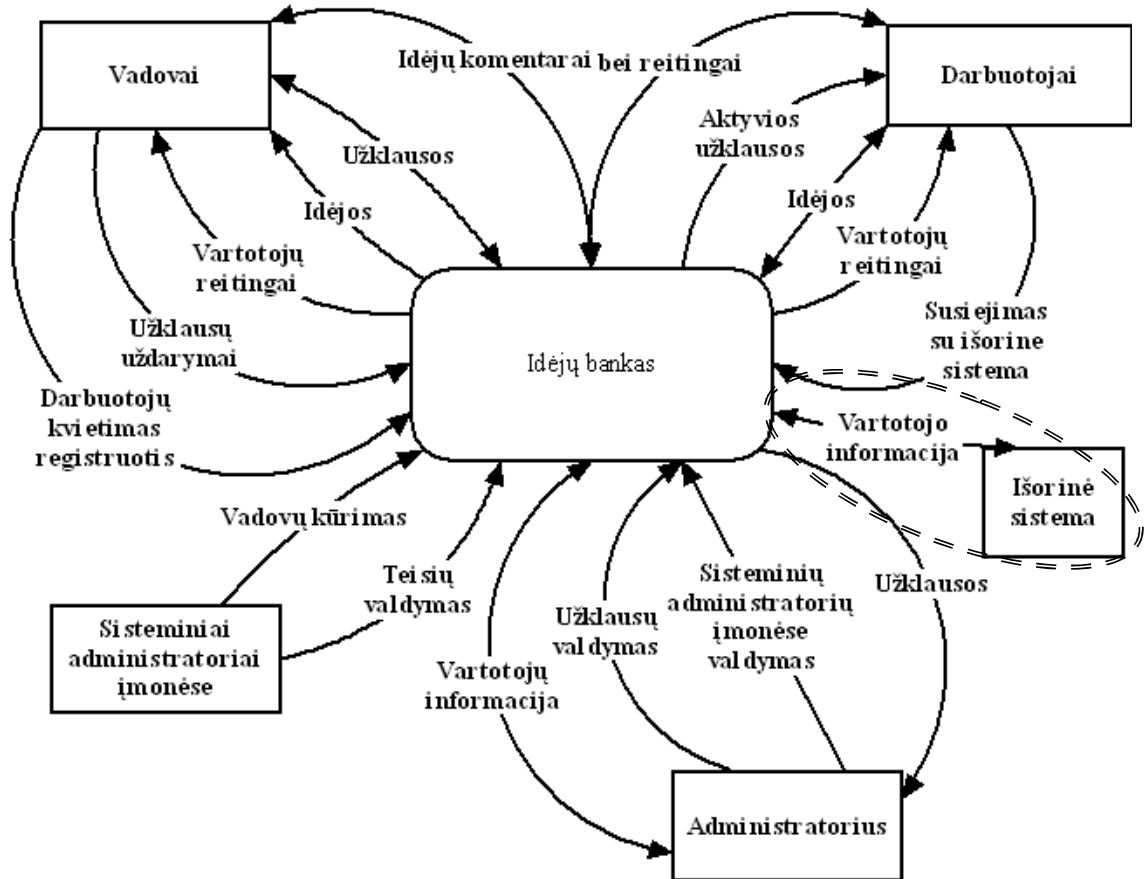 Vadovai
Idėjų komentarai bei reitingai
Darbuotojai
Užklausos
Aktyvios
užklausos
Idėjos
Idėjos
Vartotojų
reitingai
Vartotojų
reitingai
Užklausų
uždarymai
Idėjų bankas
Susiejimas
su išorine
sistema
Darbuotojų
kvietimas
registruotis
Vartotojo
informacija
Išorinė
sistema
Vadovų kūrimas
Teisių
valdymas
Sisteminiai
administratoriai
įmonėse
Vartotojų
informacija
Užklausų
valdymas
Sisteminių
administratorių
įmonėse
valdymas
Užklausos
Administratorius